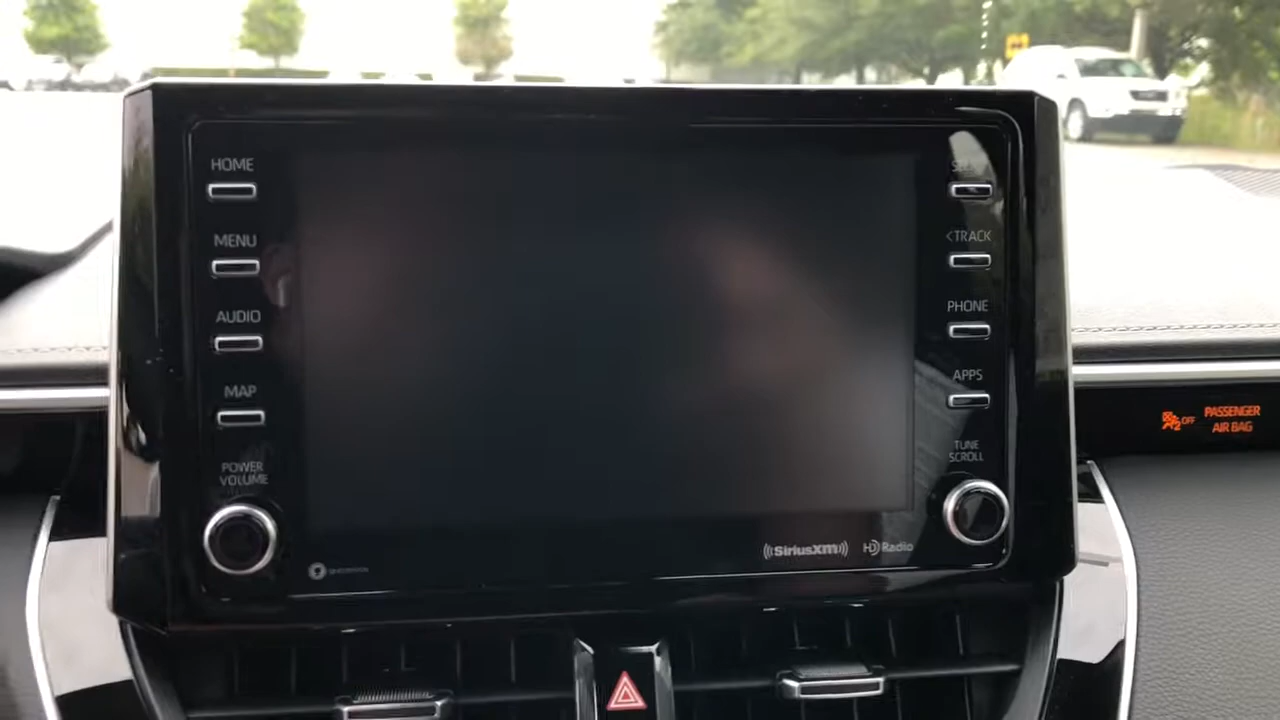 HOME
MENU
AUDIO
MAP
POWER
VOLUME
<TRACK
PHONE
APPS
TUNE
SCROLL
SiriusXM
HD Radio
OFF
PASSENGER
AIR BAG